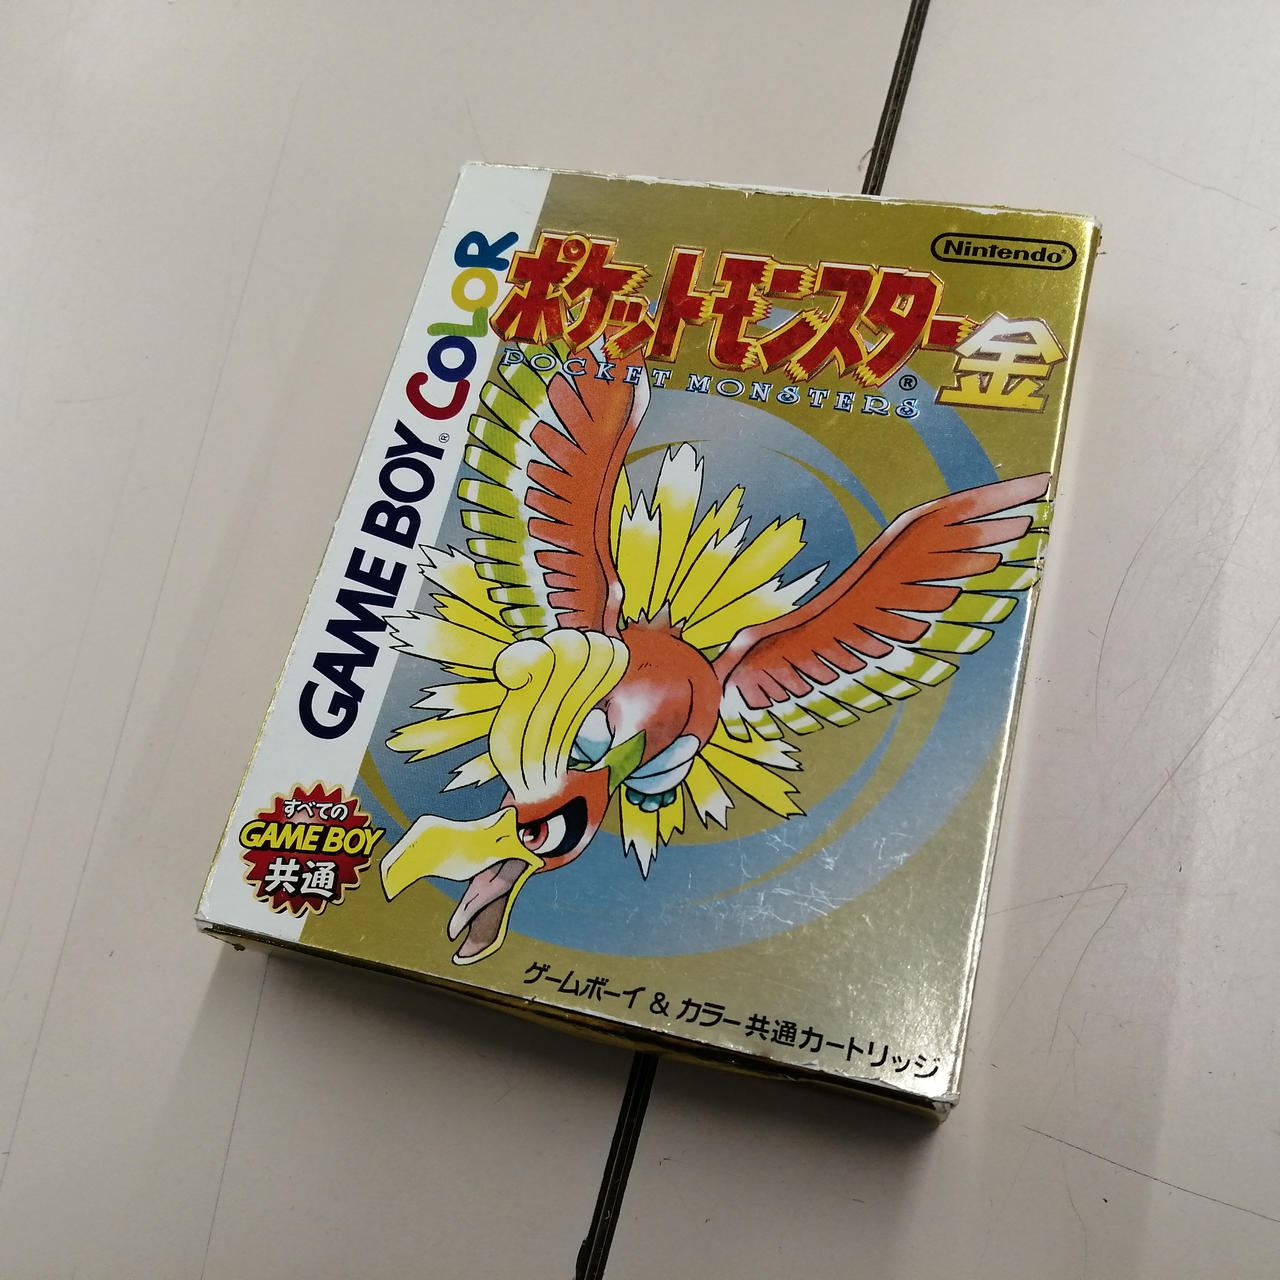 Nintendo®
ポケットモンスター金
POCKET MONSTERS®
GAME BOY® COLOR
すべての
GAME BOY
共通
ゲームボーイ & カラー共通カートリッジ